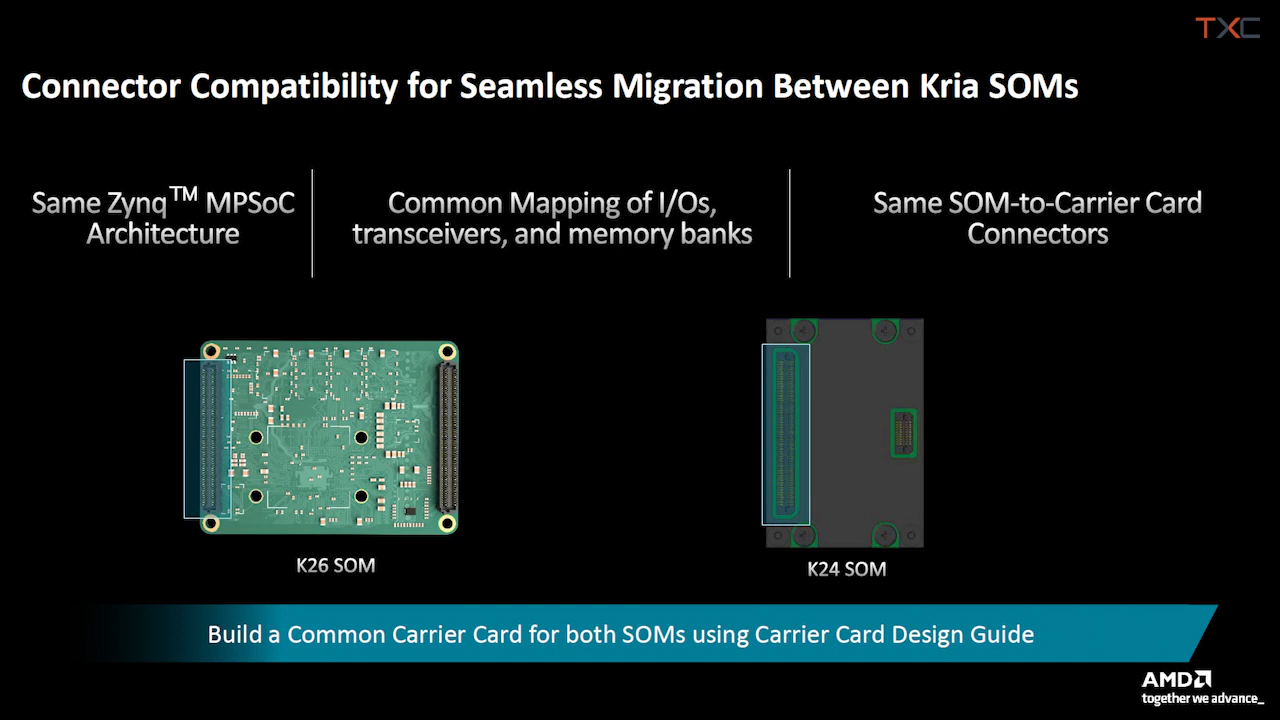 TXC
Connector Compatibility for Seamless Migration Between Kria SOMs
Same Zynq™ MPSoC
Architecture
Common Mapping of I/Os,
transceivers, and memory banks
Same SOM-to-Carrier Card
Connectors
K26 SOM
K24 SOM
Build a Common Carrier Card for both SOMs using Carrier Card Design Guide
AMD
together we advance_